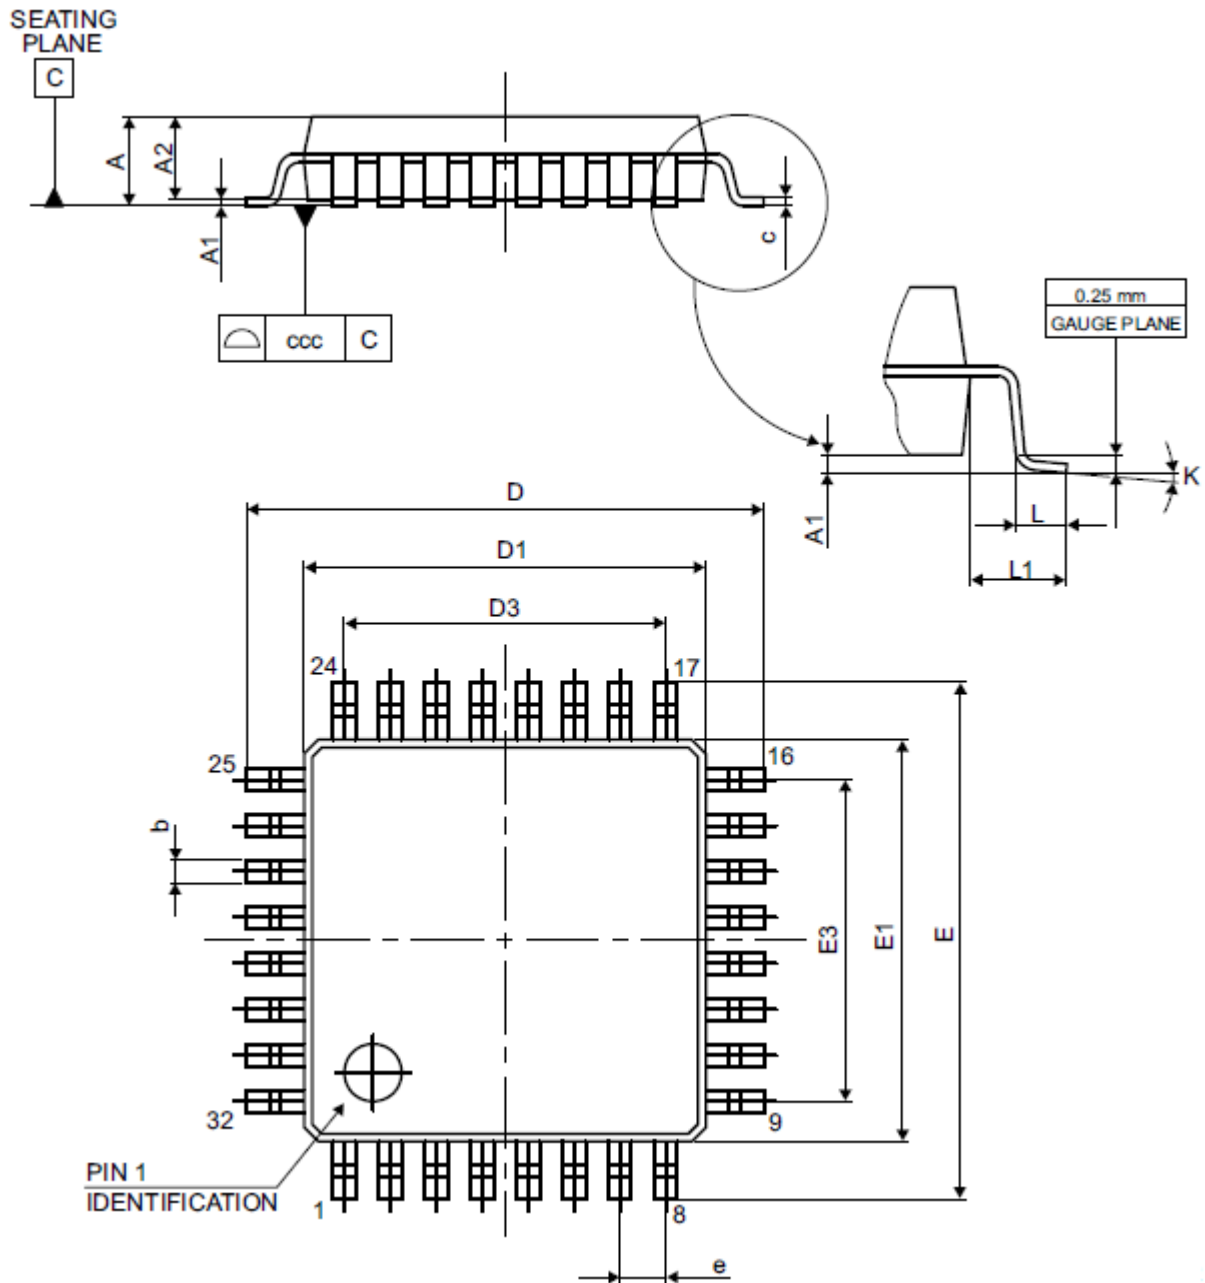 SEATING
PLANE
C
A
A2
A1
c
ccc C
0.25 mm
GAUGE PLANE
K
A1
L
L1
D
D1
D3
24
17
25
16
b
E3
E1
E
32
9
PIN 1
IDENTIFICATION
1
8
e